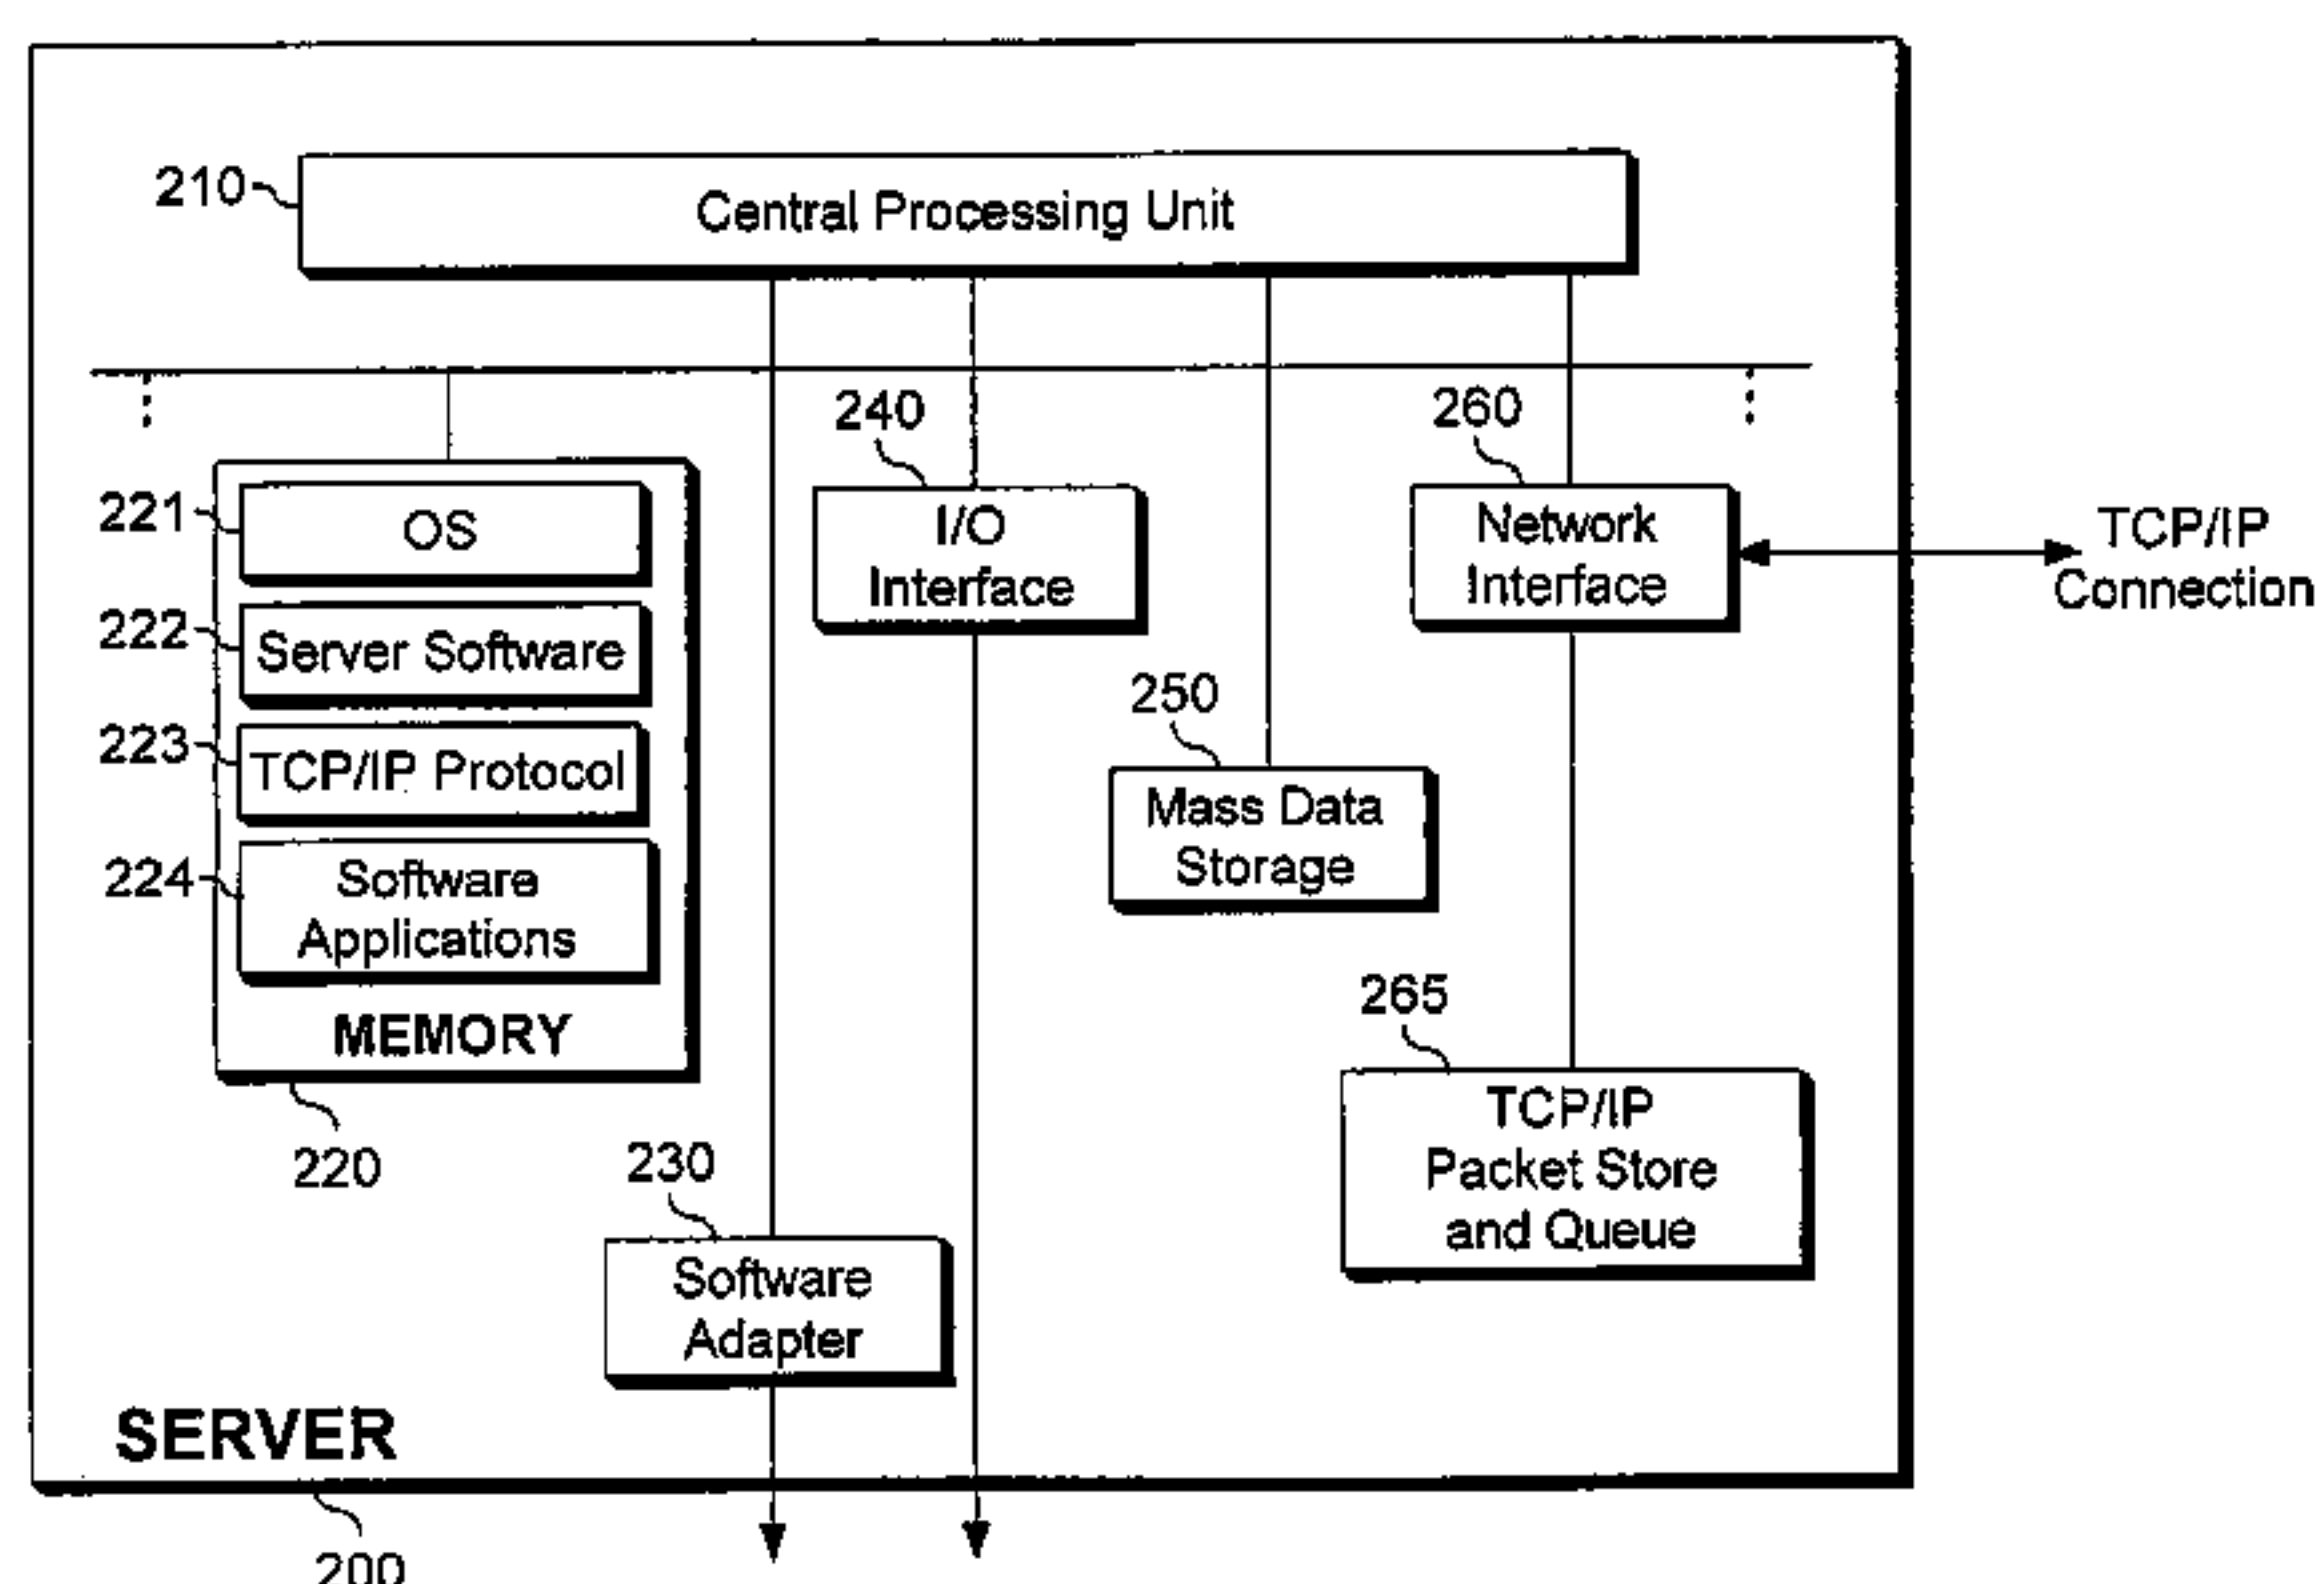 210
Central Processing Unit
240
260
221
OS
I/O
Interface
Network
Interface
TCP/IP
Connection
222
Server Software
250
223
TCP/IP Protocol
Mass Data
Storage
224
Software
Applications
265
MEMORY
TCP/IP
Packet Store
and Queue
220
230
Software
Adapter
SERVER
200